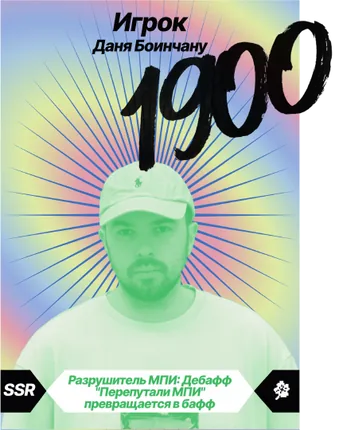 Игрок
Даня Боинчану
1900
SSR
Разрушитель МПИ: Дебафф
"Перепутали МПИ"
превращается в бафф